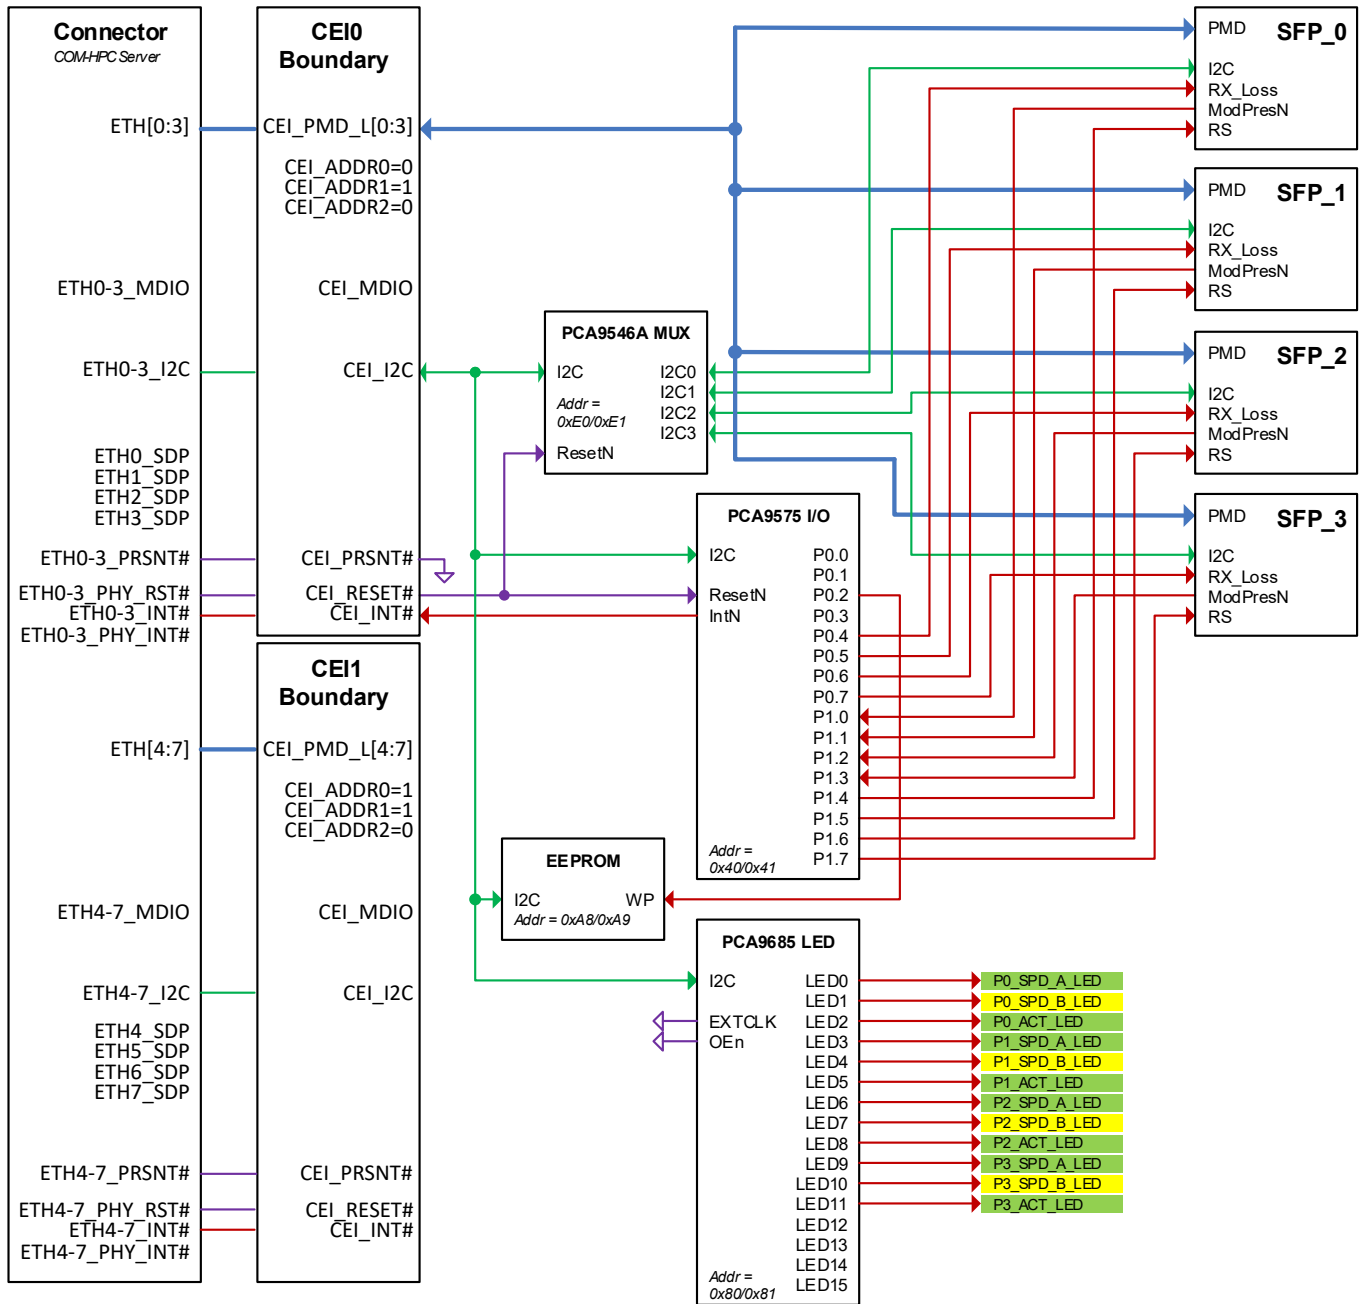 Connector
COM-HPC Server
ETH[0:3]
ETH0-3_MDIO
ETH0-3_I2C
ETH0_SDP
ETH1_SDP
ETH2_SDP
ETH3_SDP
ETH0-3_PRSNT#
ETH0-3_PHY_RST#
ETH0-3_INT#
ETH0-3_PHY_INT#
ETH[4:7]
ETH4-7_MDIO
ETH4-7_I2C
ETH4_SDP
ETH5_SDP
ETH6_SDP
ETH7_SDP
ETH4-7_PRSNT#
ETH4-7_PHY_RST#
ETH4-7_INT#
ETH4-7_PHY_INT#
CEI0
Boundary
CEI_PMD_L[0:3]
CEI_ADDR0=0
CEI_ADDR1=1
CEI_ADDR2=0
CEI_MDIO
CEI_I2C
CEI_PRSNT#
CEI_RESET#
CEI_INT#
CEI1
Boundary
CEI_PMD_L[4:7]
CEI_ADDR0=1
CEI_ADDR1=1
CEI_ADDR2=0
CEI_MDIO
CEI_I2C
CEI_PRSNT#
CEI_RESET#
CEI_INT#
PCA9546A MUX
I2C
Addr =
0xE0/0xE1
ResetN
I2C0
I2C1
I2C2
I2C3
PCA9575 I/O
I2C
ResetN
IntN
P0.0
P0.1
P0.2
P0.3
P0.4
P0.5
P0.6
P0.7
P1.0
P1.1
P1.2
P1.3
P1.4
P1.5
P1.6
P1.7
Addr =
0x40/0x41
EEPROM
I2C WP
Addr = 0xA8/0xA9
PCA9685 LED
I2C
EXTCLK
OEn
LED0
LED1
LED2
LED3
LED4
LED5
LED6
LED7
LED8
LED9
LED10
LED11
LED12
LED13
LED14
LED15
Addr =
0x80/0x81
P0_SPD_A_LED
P0_SPD_B_LED
P0_ACT_LED
P1_SPD_A_LED
P1_SPD_B_LED
P1_ACT_LED
P2_SPD_A_LED
P2_SPD_B_LED
P2_ACT_LED
P3_SPD_A_LED
P3_SPD_B_LED
P3_ACT_LED
PMD SFP_0
I2C
RX_Loss
ModPresN
RS
PMD SFP_1
I2C
RX_Loss
ModPresN
RS
PMD SFP_2
I2C
RX_Loss
ModPresN
RS
PMD SFP_3
I2C
RX_Loss
ModPresN
RS